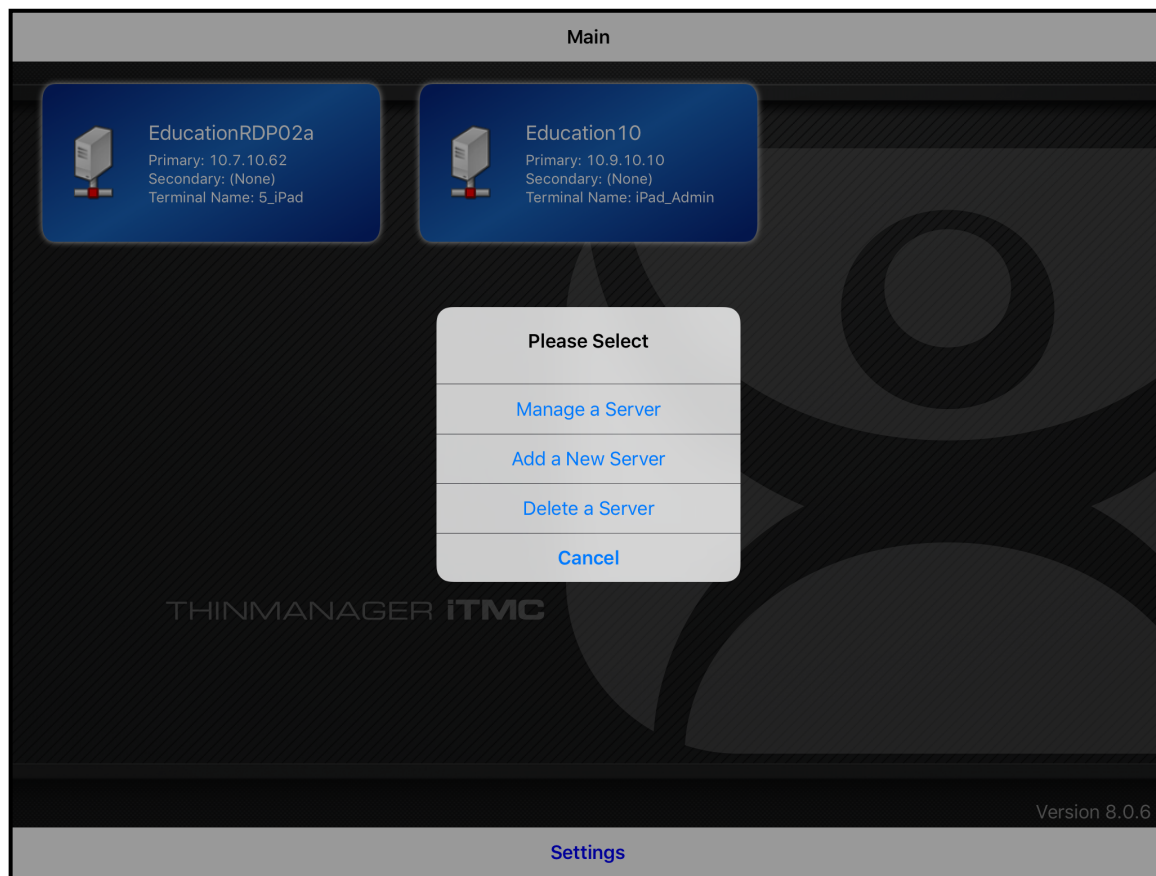 Main
EducationRDP02a
Primary: 10.7.10.62
Secondary: (None)
Terminal Name: 5_iPad
Education10
Primary: 10.9.10.10
Secondary: (None)
Terminal Name: iPad_Admin
Please Select
Manage a Server
Add a New Server
Delete a Server
Cancel
THINMANAGER iTMC
Version 8.0.6
Settings